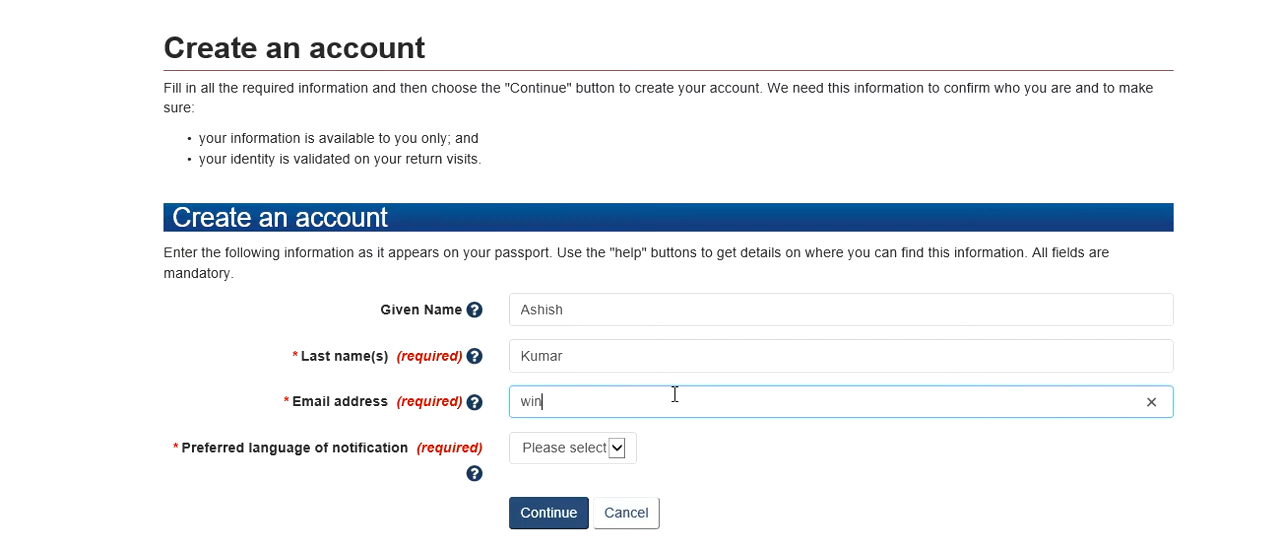 Create an account
Fill in all the required information and then choose the "Continue" button to create your account. We need this information to confirm who you are and to make
sure:
• your information is available to you only; and
• your identity is validated on your return visits.
Create an account
Enter the following information as it appears on your passport. Use the "help" buttons to get details on where you can find this information. All fields are
mandatory.
Given Name ? Ashish
* Last name(s) (required) ? Kumar
* Email address (required) ? win ×
* Preferred language of notification (required) Please select
?
Continue Cancel